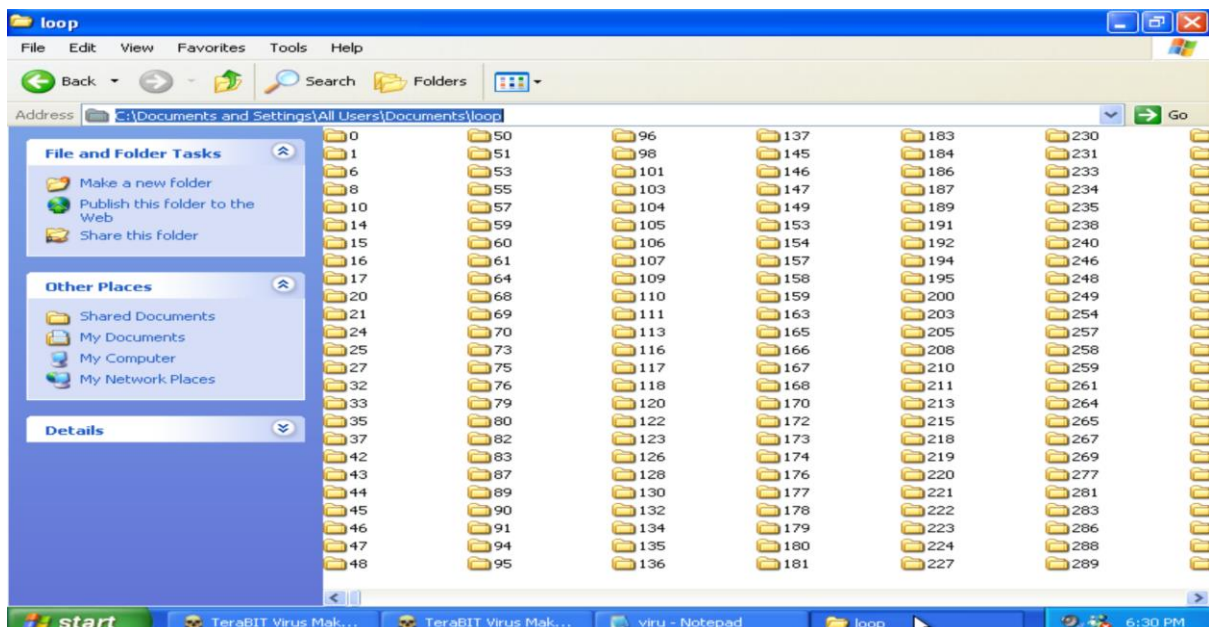 loop
File Edit View Favorites Tools Help
Back Search Folders
Address C:\Documents and Settings\All Users\Documents\loop Go
File and Folder Tasks
Make a new folder
Publish this folder to the
Web
Share this folder
Other Places
Shared Documents
My Documents
My Computer
My Network Places
Details
0 50 96 137 183 230
1 51 98 145 184 231
6 53 101 146 186 233
8 55 103 147 187 234
10 57 104 149 189 235
14 59 105 153 191 238
15 60 106 154 192 240
16 61 107 157 194 246
17 64 109 158 195 248
20 68 110 159 200 249
21 69 111 163 203 254
24 70 113 165 205 257
25 73 116 166 208 258
27 75 117 167 210 259
32 76 118 168 211 261
33 79 120 170 213 264
35 80 122 172 215 265
37 82 123 173 218 267
42 83 126 174 219 269
43 87 128 176 220 277
44 89 130 177 221 281
45 90 132 178 222 283
46 91 134 179 223 286
47 94 135 180 224 288
48 95 136 181 227 289
start TeraBIT Virus Mak... TeraBIT Virus Mak... viru - Notepad loop 6:30 PM